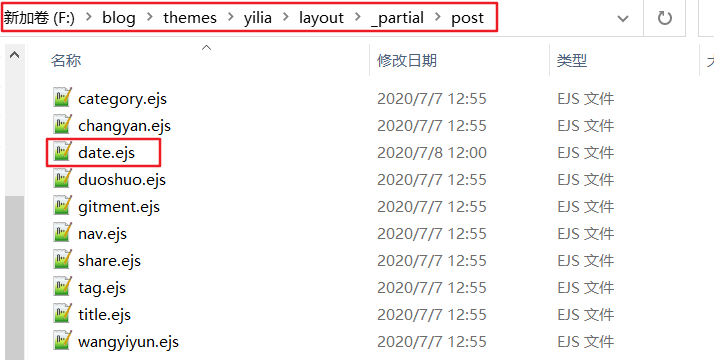 新加卷 (F:) > blog > themes > yilia > layout > _partial > post
名称 修改日期 类型
category.ejs 2020/7/7 12:55 EJS 文件
changyan.ejs 2020/7/7 12:55 EJS 文件
date.ejs 2020/7/8 12:00 EJS 文件
duoshuo.ejs 2020/7/7 12:55 EJS 文件
gitment.ejs 2020/7/7 12:55 EJS 文件
nav.ejs 2020/7/7 12:55 EJS 文件
share.ejs 2020/7/7 12:55 EJS 文件
tag.ejs 2020/7/7 12:55 EJS 文件
title.ejs 2020/7/7 12:55 EJS 文件
wangyiyun.ejs 2020/7/7 12:55 EJS 文件